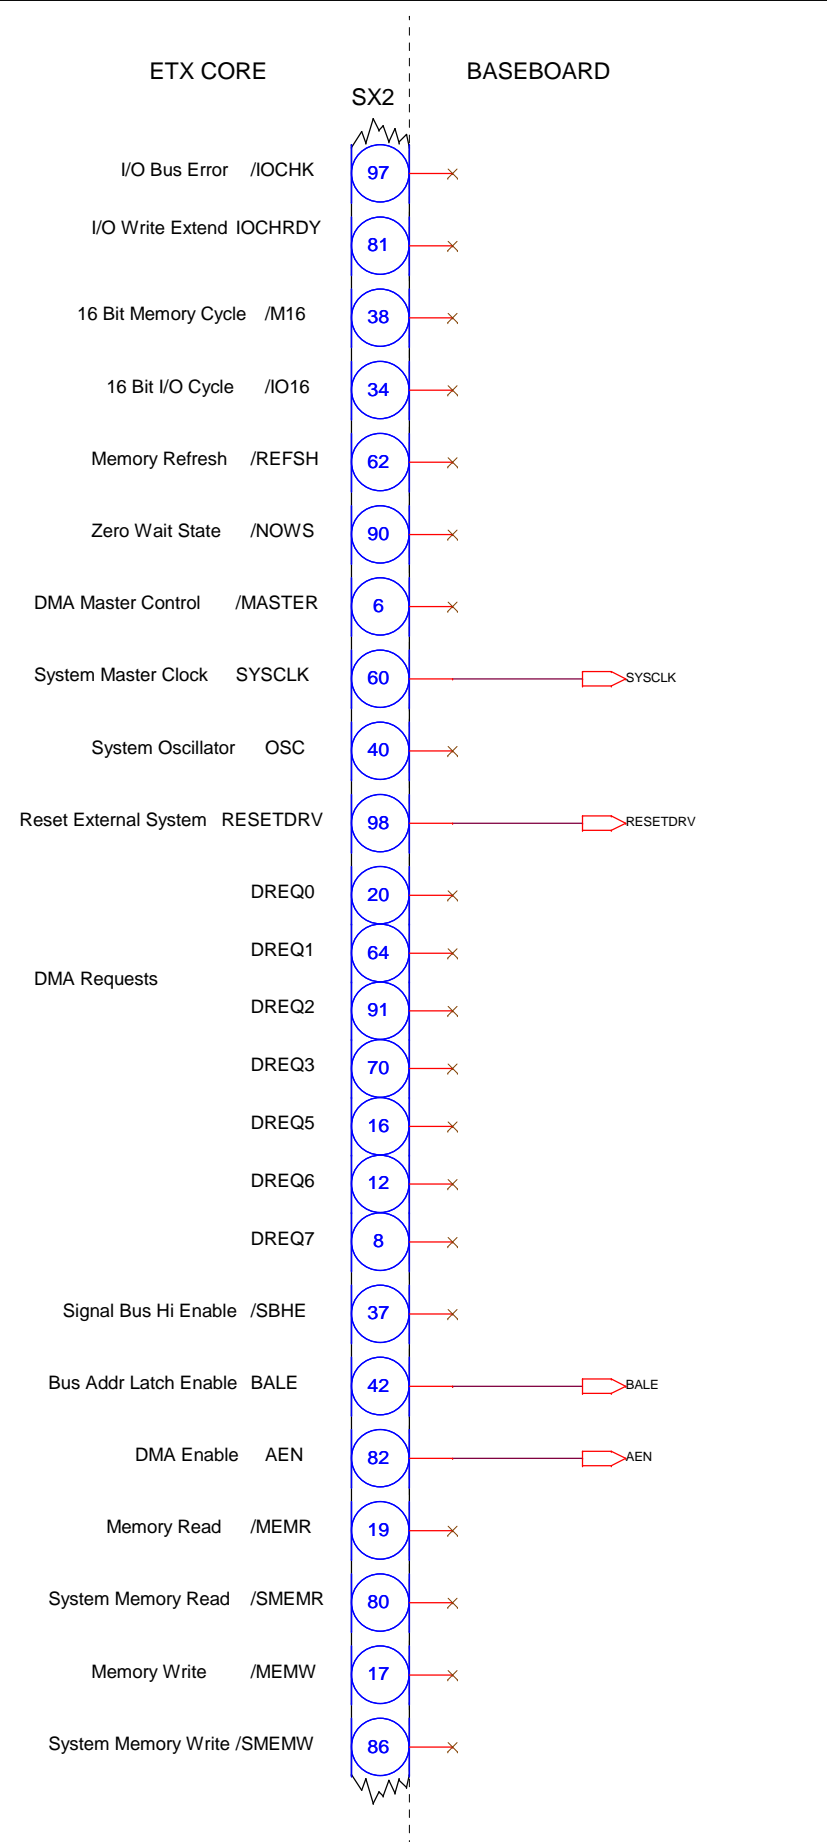 ETX CORE BASEBOARD
SX2
I/O Bus Error /IOCHK 97
I/O Write Extend IOCHRDY 81
16 Bit Memory Cycle /M16 38
16 Bit I/O Cycle /IO16 34
Memory Refresh /REFSH 62
Zero Wait State /NOWS 90
DMA Master Control /MASTER 6
System Master Clock SYSCLK 60 SYSCLK
System Oscillator OSC 40
Reset External System RESETDRV 98 RESETDRV
DREQ0 20
DREQ1 64
DMA Requests
DREQ2 91
DREQ3 70
DREQ5 16
DREQ6 12
DREQ7 8
Signal Bus Hi Enable /SBHE 37
Bus Addr Latch Enable BALE 42 BALE
DMA Enable AEN 82 AEN
Memory Read /MEMR 19
System Memory Read /SMEMR 80
Memory Write /MEMW 17
System Memory Write /SMEMW 86